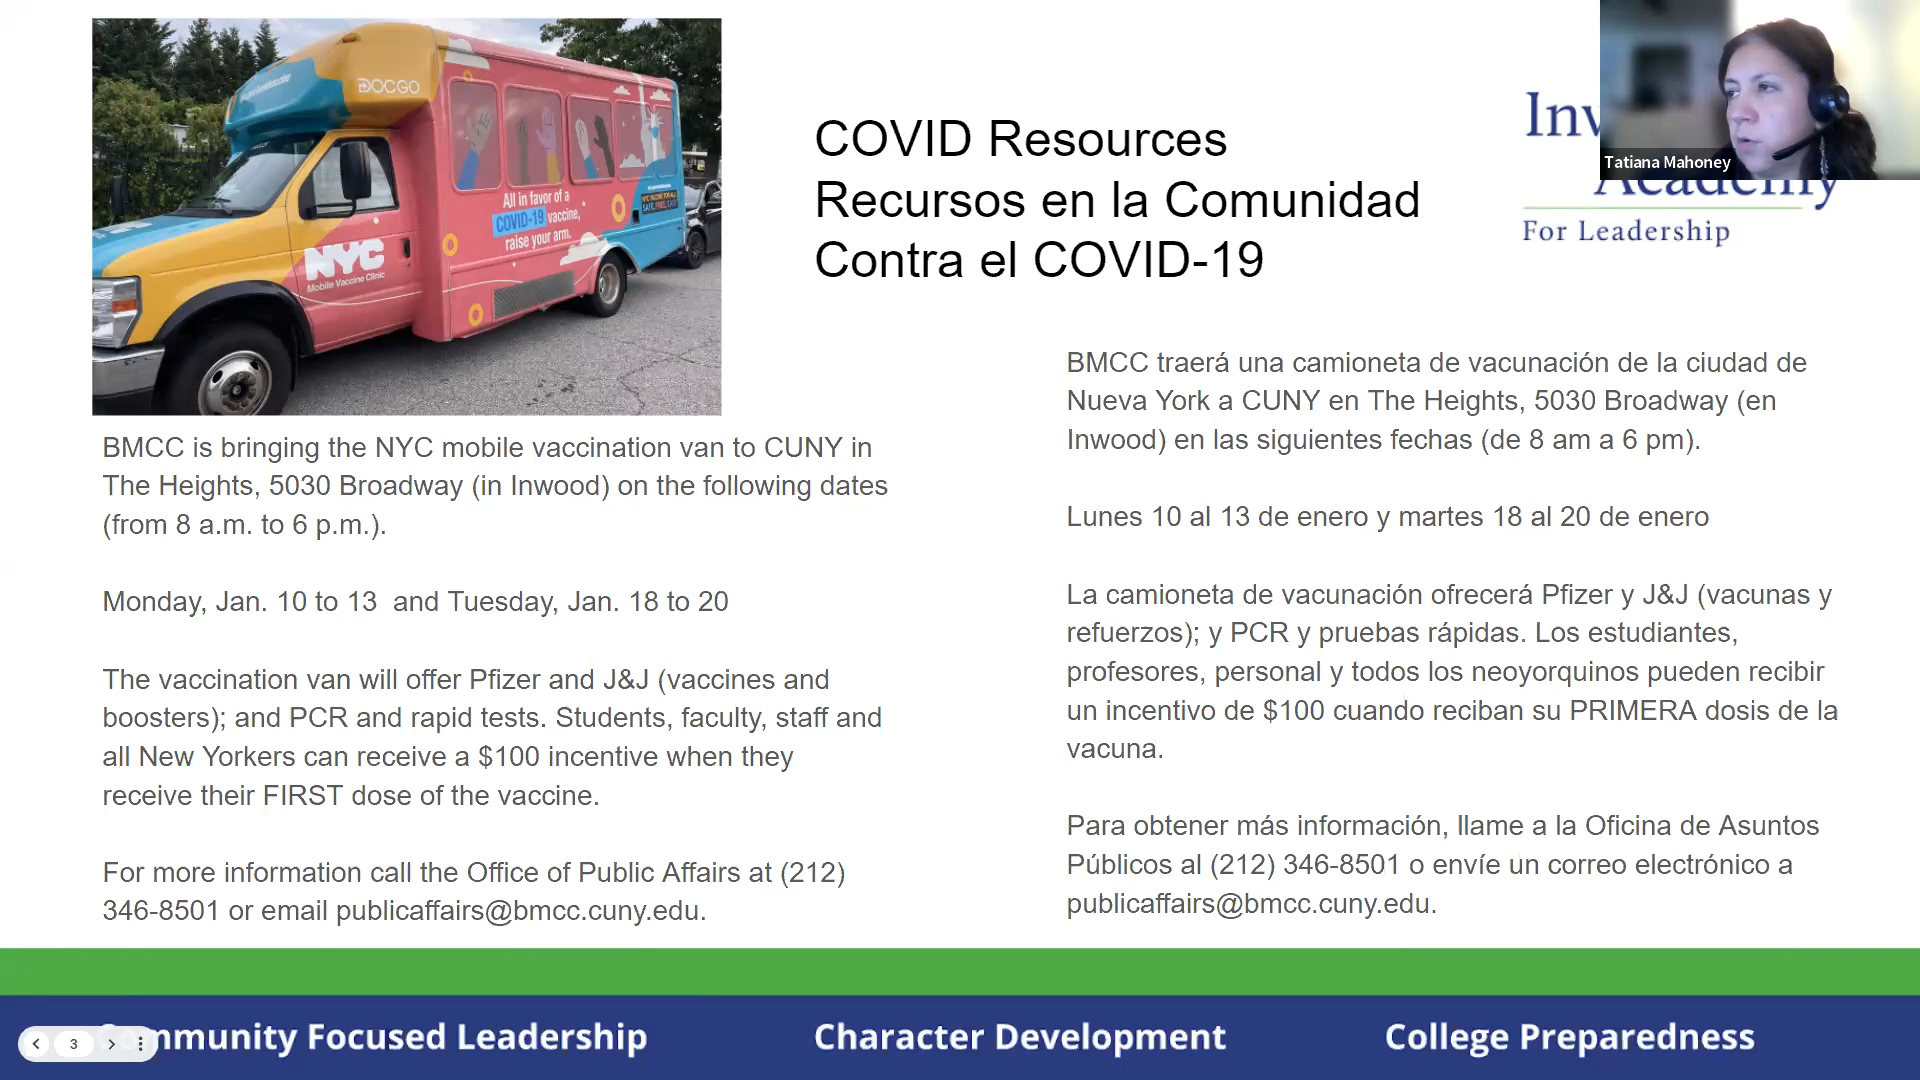 DOCGO
All in favor of a
COVID-19 vaccine,
raise your arm.
NYC
Mobile Vaccine Clinic
COVID Resources
Recursos en la Comunidad
Contra el COVID-19
Tatiana Mahoney
Academy
For Leadership
BMCC is bringing the NYC mobile vaccination van to CUNY in
The Heights, 5030 Broadway (in Inwood) on the following dates
(from 8 a.m. to 6 p.m.).
Monday, Jan. 10 to 13  and Tuesday, Jan. 18 to 20
The vaccination van will offer Pfizer and J&J (vaccines and
boosters); and PCR and rapid tests. Students, faculty, staff and
all New Yorkers can receive a $100 incentive when they
receive their FIRST dose of the vaccine.
For more information call the Office of Public Affairs at (212)
346-8501 or email publicaffairs@bmcc.cuny.edu.
BMCC traerá una camioneta de vacunación de la ciudad de
Nueva York a CUNY en The Heights, 5030 Broadway (en
Inwood) en las siguientes fechas (de 8 am a 6 pm).
Lunes 10 al 13 de enero y martes 18 al 20 de enero
La camioneta de vacunación ofrecerá Pfizer y J&J (vacunas y
refuerzos); y PCR y pruebas rápidas. Los estudiantes,
profesores, personal y todos los neoyorquinos pueden recibir
un incentivo de $100 cuando reciban su PRIMERA dosis de la
vacuna.
Para obtener más información, llame a la Oficina de Asuntos
Públicos al (212) 346-8501 o envíe un correo electrónico a
publicaffairs@bmcc.cuny.edu.
Community Focused Leadership
Character Development
College Preparedness
3